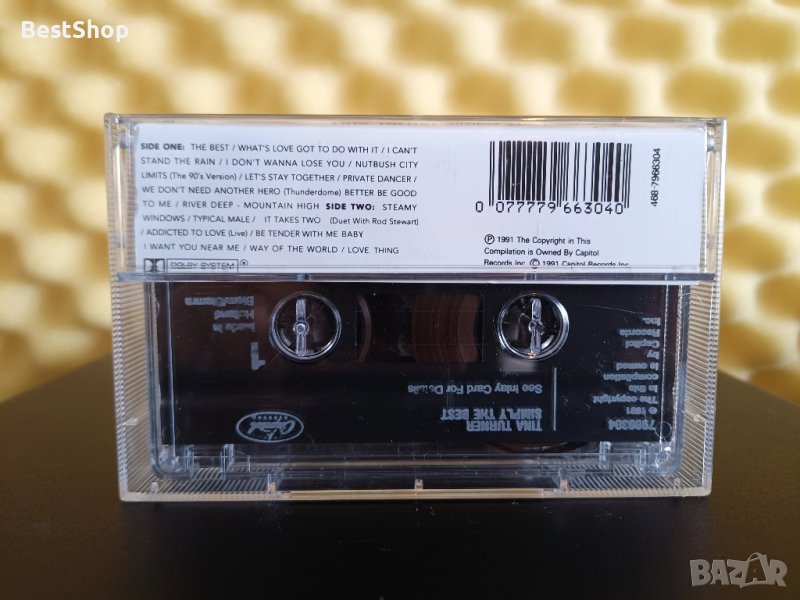 BestShop
SIDE ONE: THE BEST / WHAT'S LOVE GOT TO DO WITH IT / I CAN'T
STAND THE RAIN / I DON'T WANNA LOSE YOU / NUTBUSH CITY
LIMITS (The 90's Version) / LET'S STAY TOGETHER / PRIVATE DANCER /
WE DON'T NEED ANOTHER HERO (Thunderdome) BETTER BE GOOD
TO ME / RIVER DEEP - MOUNTAIN HIGH SIDE TWO: STEAMY
WINDOWS / TYPICAL MALE / IT TAKES TWO (Duet With Rod Stewart)
/ ADDICTED TO LOVE (Live) / BE TENDER WITH ME BABY
I WANT YOU NEAR ME / WAY OF THE WORLD / LOVE THING
DOLBY SYSTEM ®
0 077779 663040
468-7966304
℗ 1991 The Copyright in This
Compilation is Owned By Capitol
Records Inc. © 1991 Capitol Records Inc
7966304
© 1991
The copyright
in this
compilation
is owned
by
Capitol
Records
Inc.
TINA TURNER
SIMPLY THE BEST
See Inlay Card For Details
Capitol
1
Made in
Holland
Biem/Stemra
BAZAR